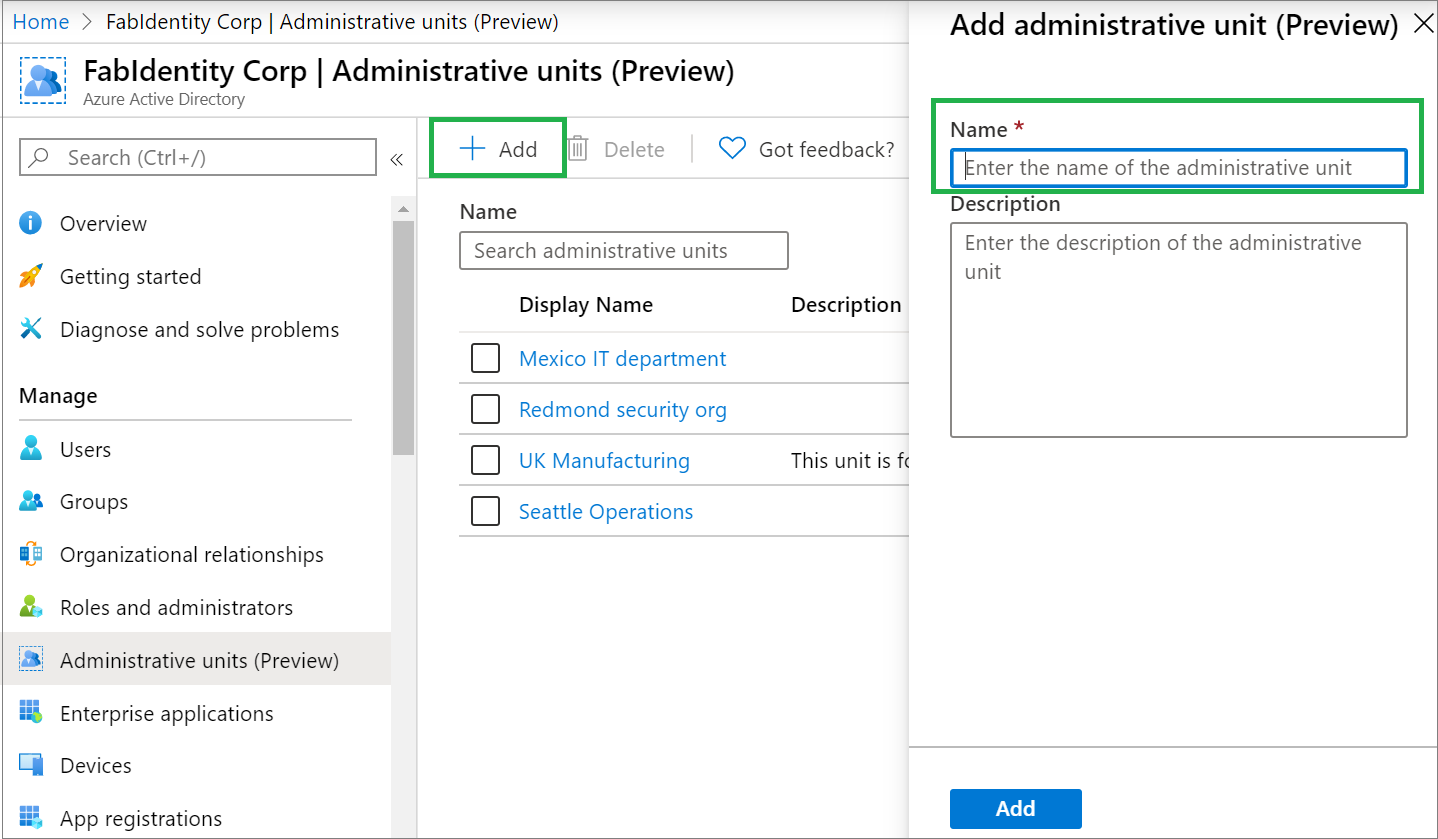 Home > FabIdentity Corp | Administrative units (Preview)
FabIdentity Corp | Administrative units (Preview)
Azure Active Directory
Search (Ctrl+/)
«
Overview
Getting started
Diagnose and solve problems
Manage
Users
Groups
Organizational relationships
Roles and administrators
Administrative units (Preview)
Enterprise applications
Devices
App registrations
+ Add
Delete
Got feedback?
Name
Search administrative units
Display Name Description
Mexico IT department
Redmond security org
UK Manufacturing This unit is fo
Seattle Operations
Add administrative unit (Preview)
Name *
Enter the name of the administrative unit
Description
Enter the description of the administrative
unit
Add